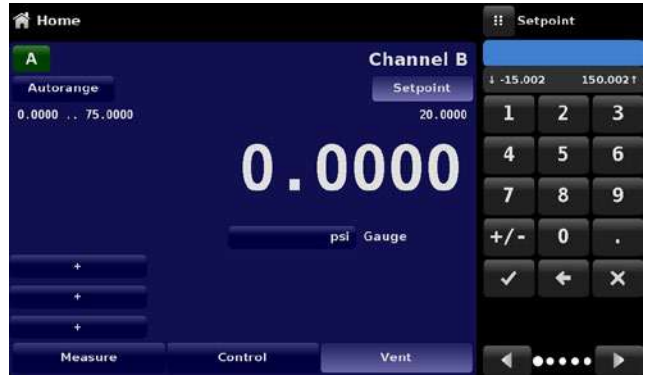 Home
A
Channel B
Autorange
Setpoint
0.0000 .. 75.0000
20.0000
0.0000
psi Gauge
+
+
+
Measure Control Vent
Setpoint
↓ -15.002 150.002↑
1 2 3
4 5 6
7 8 9
+/- 0 .